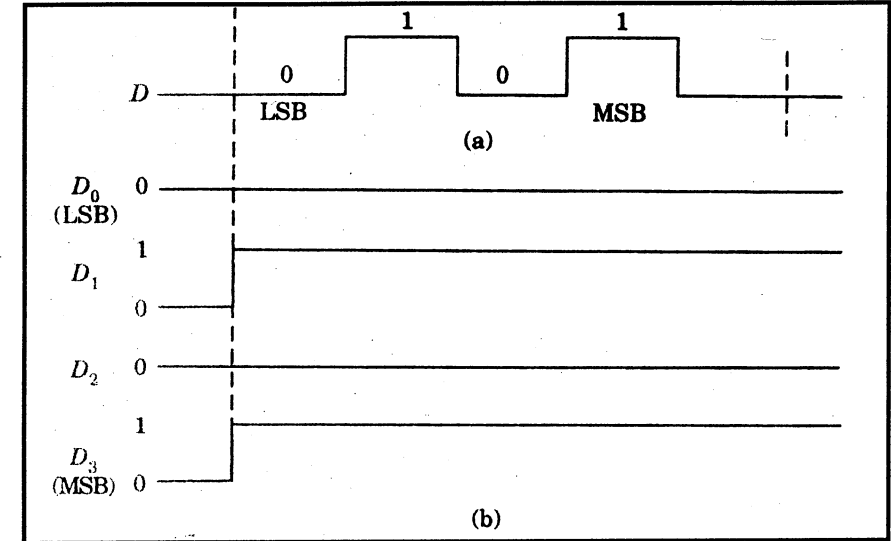 1 1
0 0
D
LSB MSB
(a)
D₀ 0
(LSB)
1
D₁
0
D₂ 0
1
D₃
(MSB) 0
(b)